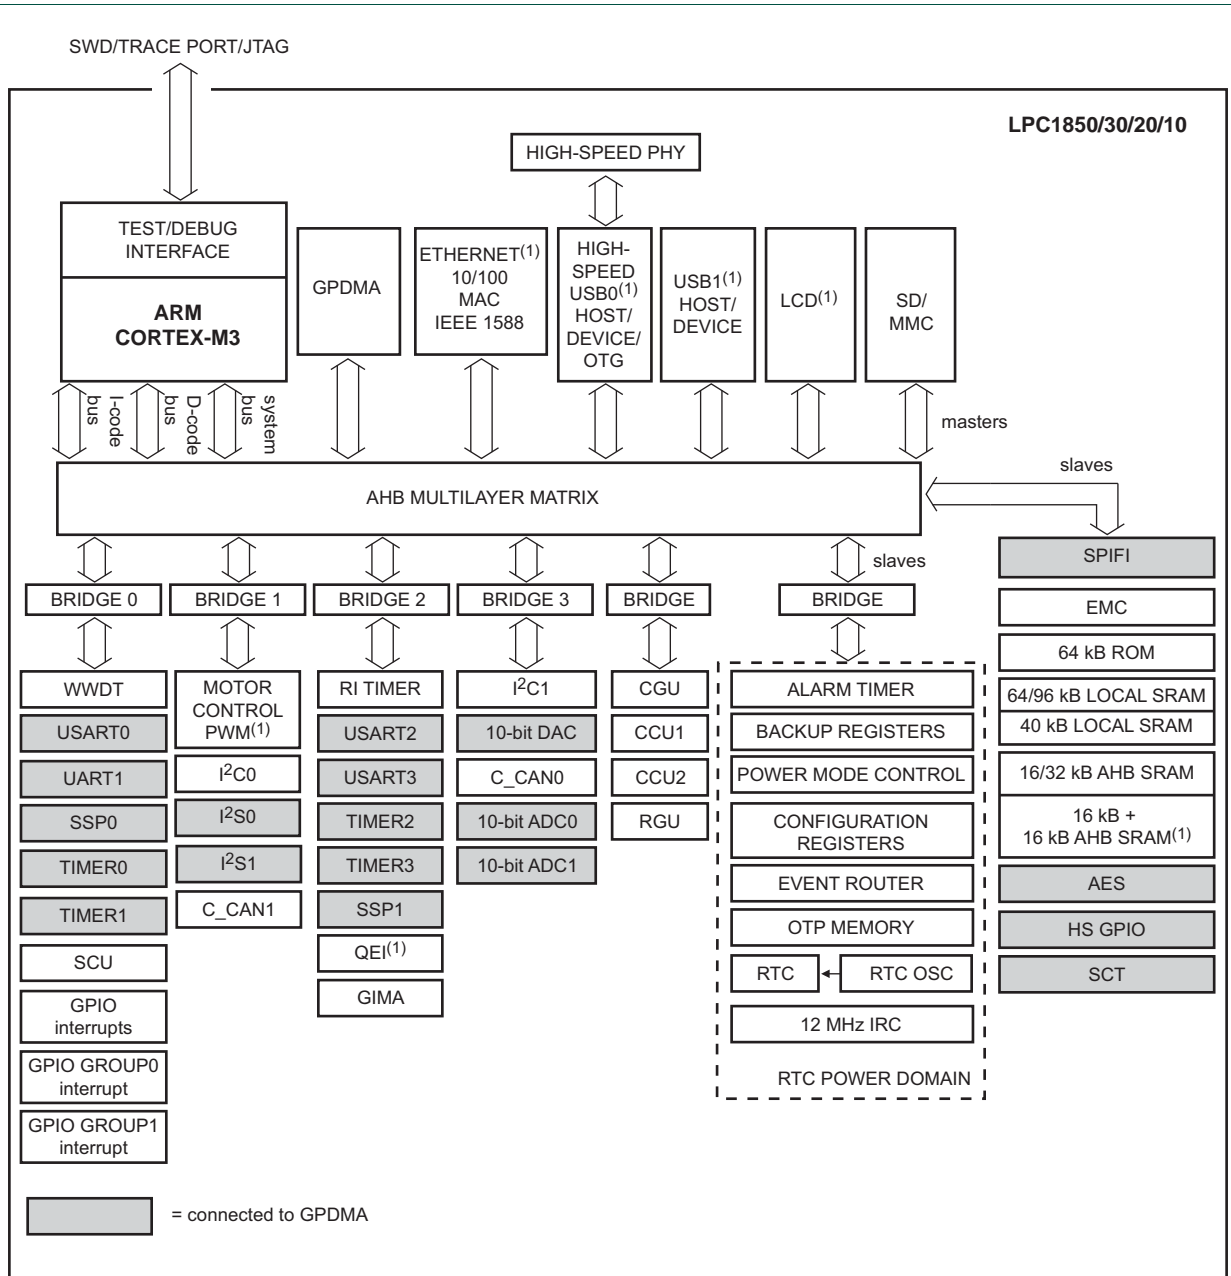 SWD/TRACE PORT/JTAG
LPC1850/30/20/10
HIGH-SPEED PHY
TEST/DEBUG
INTERFACE
ARM
CORTEX-M3
GPDMA
ETHERNET(1)
10/100
MAC
IEEE 1588
HIGH-
SPEED
USB0(1)
HOST/
DEVICE/
OTG
USB1(1)
HOST/
DEVICE
LCD(1)
SD/
MMC
I-code
bus
D-code
bus
system
bus
masters
slaves
AHB MULTILAYER MATRIX
slaves
BRIDGE 0
BRIDGE 1
BRIDGE 2
BRIDGE 3
BRIDGE
BRIDGE
WWDT
USART0
UART1
SSP0
TIMER0
TIMER1
SCU
GPIO
interrupts
GPIO GROUP0
interrupt
GPIO GROUP1
interrupt
MOTOR
CONTROL
PWM(1)
I2C0
I2S0
I2S1
C_CAN1
RI TIMER
USART2
USART3
TIMER2
TIMER3
SSP1
QEI(1)
GIMA
I2C1
10-bit DAC
C_CAN0
10-bit ADC0
10-bit ADC1
CGU
CCU1
CCU2
RGU
ALARM TIMER
BACKUP REGISTERS
POWER MODE CONTROL
CONFIGURATION
REGISTERS
EVENT ROUTER
OTP MEMORY
RTC
RTC OSC
12 MHz IRC
RTC POWER DOMAIN
SPIFI
EMC
64 kB ROM
64/96 kB LOCAL SRAM
40 kB LOCAL SRAM
16/32 kB AHB SRAM
16 kB +
16 kB AHB SRAM(1)
AES
HS GPIO
SCT
= connected to GPDMA